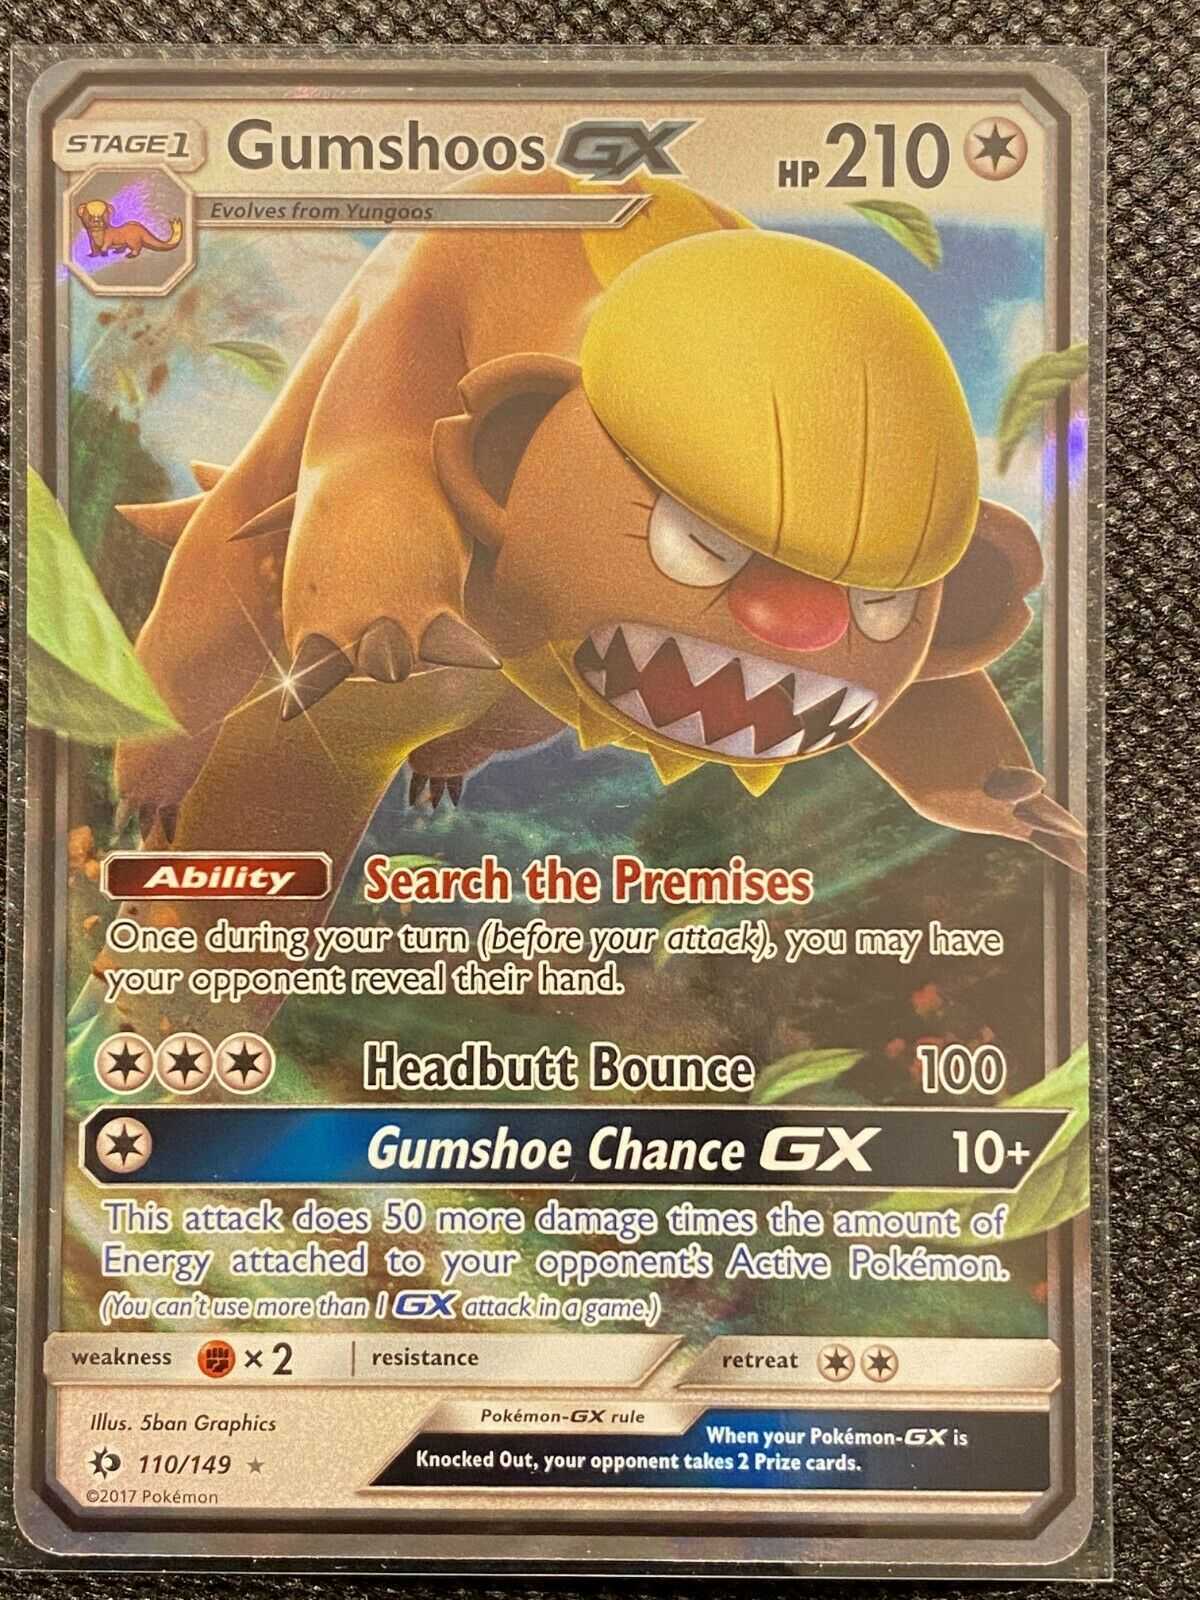 STAGE1 Gumshoos GX HP 210
Evolves from Yungoos
Ability Search the Premises
Once during your turn (before your attack), you may have
your opponent reveal their hand.
Headbutt Bounce 100
Gumshoe Chance GX 10+
This attack does 50 more damage times the amount of
Energy attached to your opponent's Active Pokémon.
(You can't use more than 1 GX attack in a game.)
weakness × 2 resistance retreat
Illus. 5ban Graphics
110/149
©2017 Pokémon
Pokémon-GX rule
When your Pokémon-GX is
Knocked Out, your opponent takes 2 Prize cards.